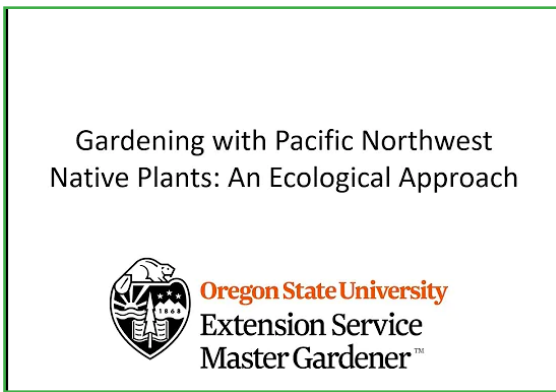 Gardening with Pacific Northwest
Native Plants: An Ecological Approach
1868
Oregon State University
Extension Service
Master Gardener™